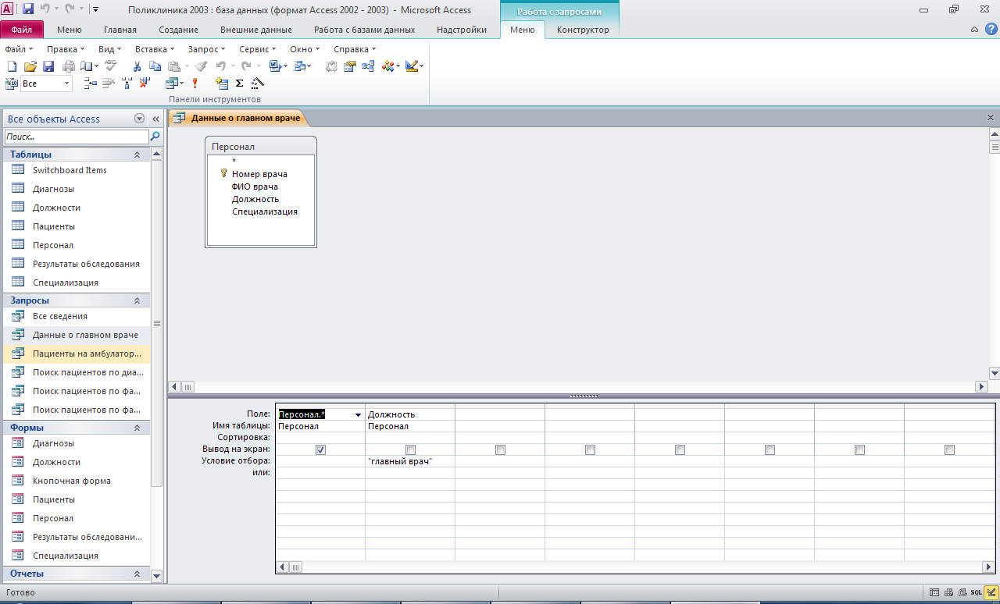 Поликлиника 2003 : база данных (формат Access 2002 - 2003) - Microsoft Access
Работа с запросами
Файл Меню Главная Создание Внешние данные Работа с базами данных Надстройки Меню Конструктор
Файл Правка Вид Вставка Запрос Сервис Окно Справка
Все
Панели инструментов
Все объекты Access
Данные о главном враче
Поиск...
Таблицы
Switchboard Items
Диагнозы
Должности
Пациенты
Персонал
Результаты обследования
Специализация
Запросы
Все сведения
Данные о главном враче
Пациенты на амбулатор...
Поиск пациентов по диа...
Поиск пациентов по фа...
Поиск пациентов по фа...
Формы
Диагнозы
Должности
Кнопочная форма
Пациенты
Персонал
Результаты обследовани...
Специализация
Отчеты
Персонал
*
Номер врача
ФИО врача
Должность
Специализация
Поле: Персонал.* Должность
Имя таблицы: Персонал Персонал
Сортировка:
Вывод на экран:
Условие отбора: "главный врач"
или:
Готово
SQL